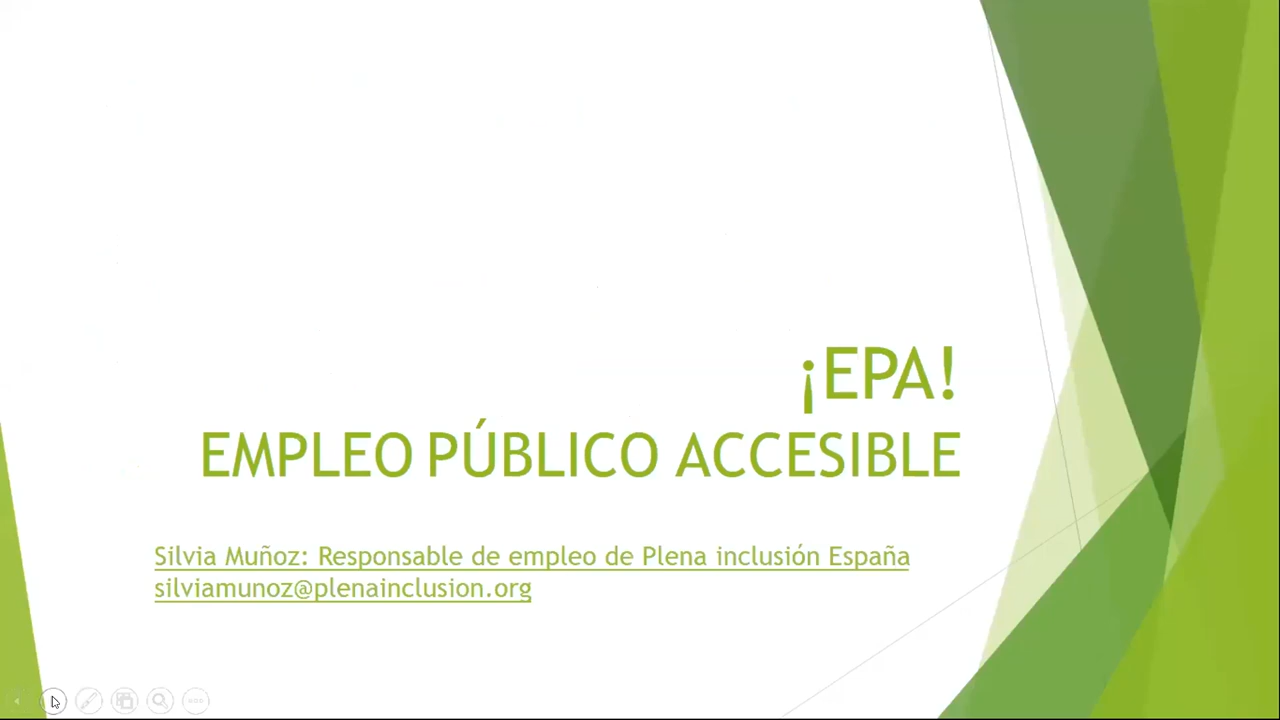 ¡EPA!
EMPLEO PÚBLICO ACCESIBLE
Silvia Muñoz: Responsable de empleo de Plena inclusión España
silviamunoz@plenainclusion.org